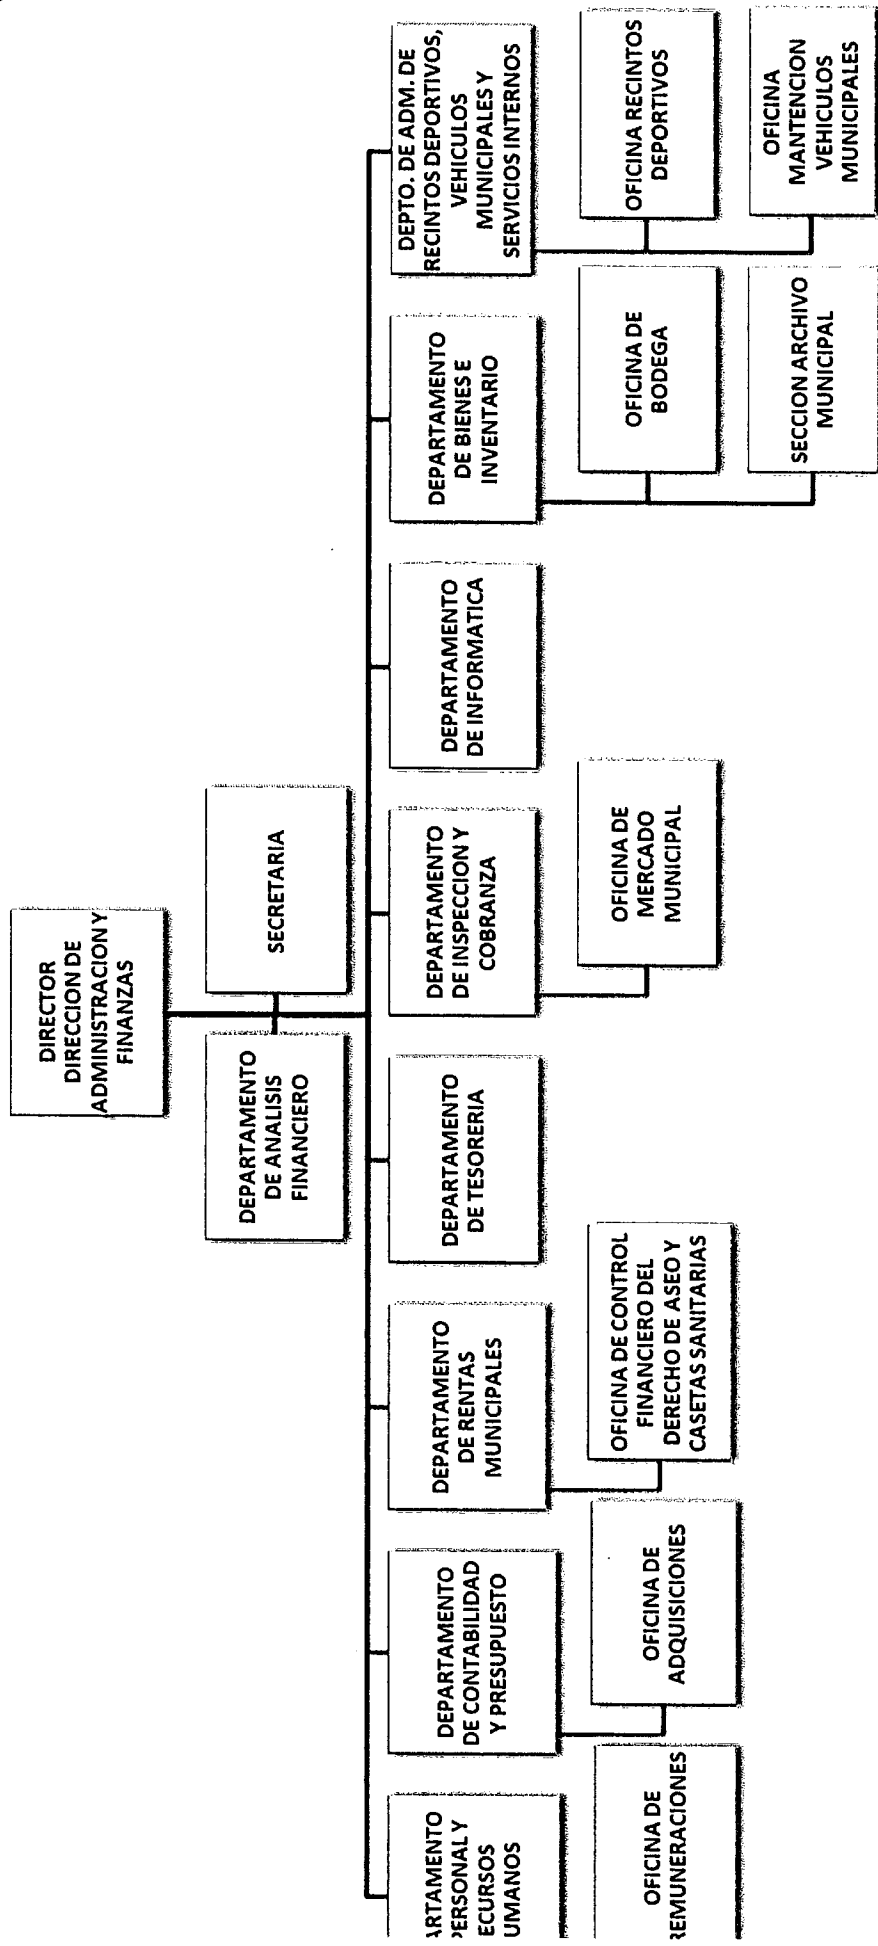 DIRECTOR
DIRECCION DE
ADMINISTRACION Y
FINANZAS
DEPARTAMENTO
DE ANALISIS
FINANCIERO
SECRETARIA
ARTAMENTO
PERSONAL Y
ECURSOS
UMANOS
DEPARTAMENTO
DE CONTABILIDAD
Y PRESUPUESTO
DEPARTAMENTO
DE RENTAS
MUNICIPALES
DEPARTAMENTO
DE TESORERIA
DEPARTAMENTO
DE INSPECCION Y
COBRANZA
DEPARTAMENTO
DE INFORMATICA
DEPARTAMENTO
DE BIENES E
INVENTARIO
DEPTO. DE ADM. DE
RECINTOS DEPORTIVOS,
VEHICULOS
MUNICIPALES Y
SERVICIOS INTERNOS
OFICINA DE
REMUNERACIONES
OFICINA DE
ADQUISICIONES
OFICINA DE CONTROL
FINANCIERO DEL
DERECHO DE ASEO Y
CASETAS SANITARIAS
OFICINA DE
MERCADO
MUNICIPAL
OFICINA DE
BODEGA
OFICINA RECINTOS
DEPORTIVOS
SECCION ARCHIVO
MUNICIPAL
OFICINA
MANTENCION
VEHICULOS
MUNICIPALES